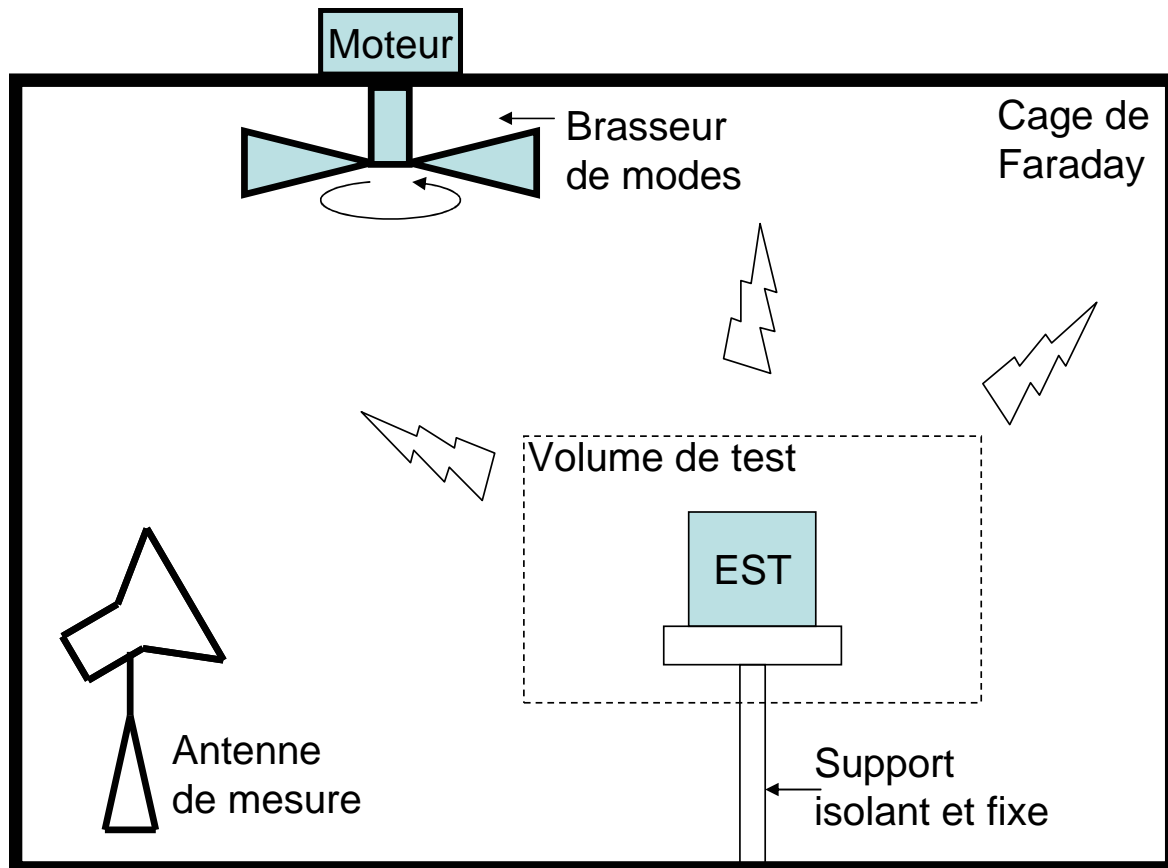 Moteur
Brasseur
de modes
Cage de
Faraday
Volume de test
EST
Antenne
de mesure
Support
isolant et fixe